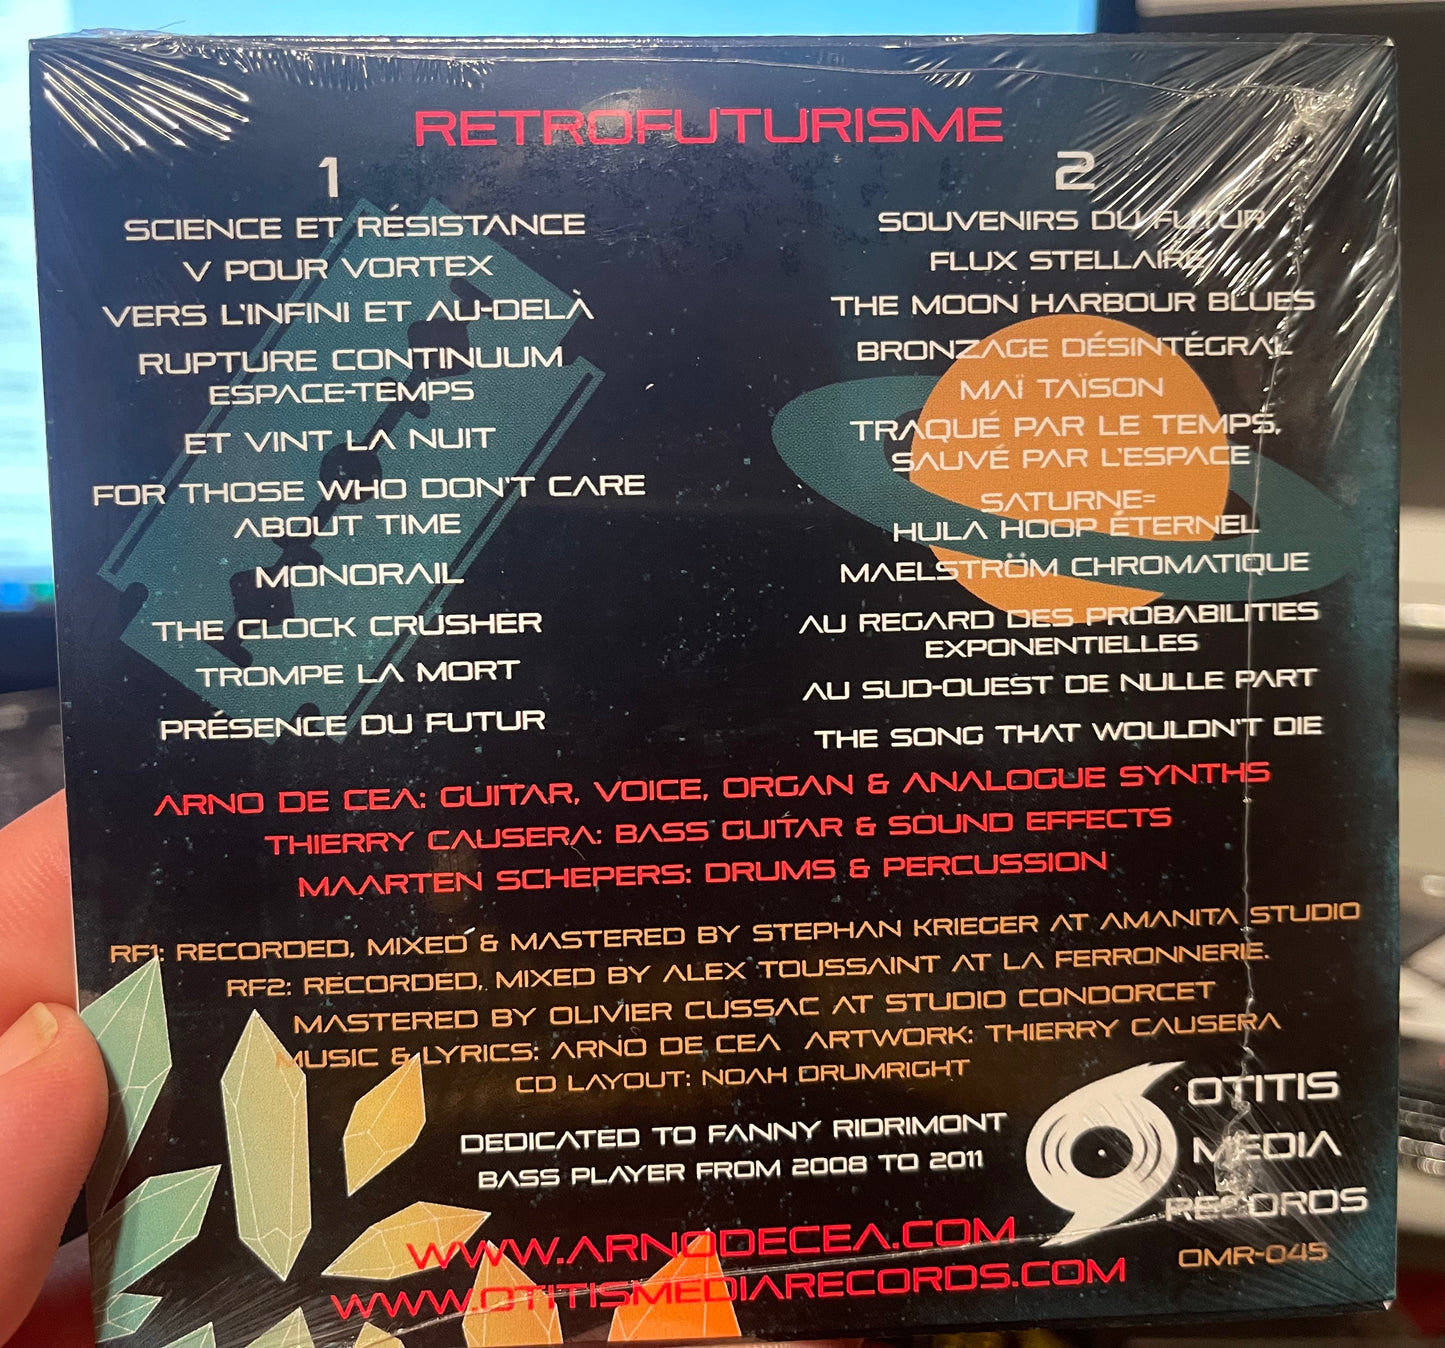 RETROFUTURISME
1
SCIENCE ET RÉSISTANCE
V POUR VORTEX
VERS L'INFINI ET AU-DELÀ
RUPTURE CONTINUUM
ESPACE-TEMPS
ET VINT LA NUIT
FOR THOSE WHO DON'T CARE
ABOUT TIME
MONORAIL
THE CLOCK CRUSHER
TROMPE LA MORT
PRÉSENCE DU FUTUR
2
SOUVENIRS DU FUTUR
FLUX STELLAIRE
THE MOON HARBOUR BLUES
BRONZAGE DÉSINTÉGRAL
MAÏ TAÏSON
TRAQUÉ PAR LE TEMPS,
SAUVÉ PAR L'ESPACE
SATURNE=
HULA HOOP ÉTERNEL
MAELSTRÖM CHROMATIQUE
AU REGARD DES PROBABILITIES
EXPONENTIELLES
AU SUD-OUEST DE NULLE PART
THE SONG THAT WOULDN'T DIE
ARNO DE CEA: GUITAR, VOICE, ORGAN & ANALOGUE SYNTHS
THIERRY CAUSERA: BASS GUITAR & SOUND EFFECTS
MAARTEN SCHEPERS: DRUMS & PERCUSSION
RF1: RECORDED, MIXED & MASTERED BY STEPHAN KRIEGER AT AMANITA STUDIO
RF2: RECORDED, MIXED BY ALEX TOUSSAINT AT LA FERRONNERIE.
MASTERED BY OLIVIER CUSSAC AT STUDIO CONDORCET
MUSIC & LYRICS: ARNO DE CEA ARTWORK: THIERRY CAUSERA
CD LAYOUT: NOAH DRUMRIGHT
DEDICATED TO FANNY RIDRIMONT
BASS PLAYER FROM 2008 TO 2011
OTITIS
MEDIA
RECORDS
OMR-045
WWW.ARNODECEA.COM
WWW.OTITISMEDIARECORDS.COM